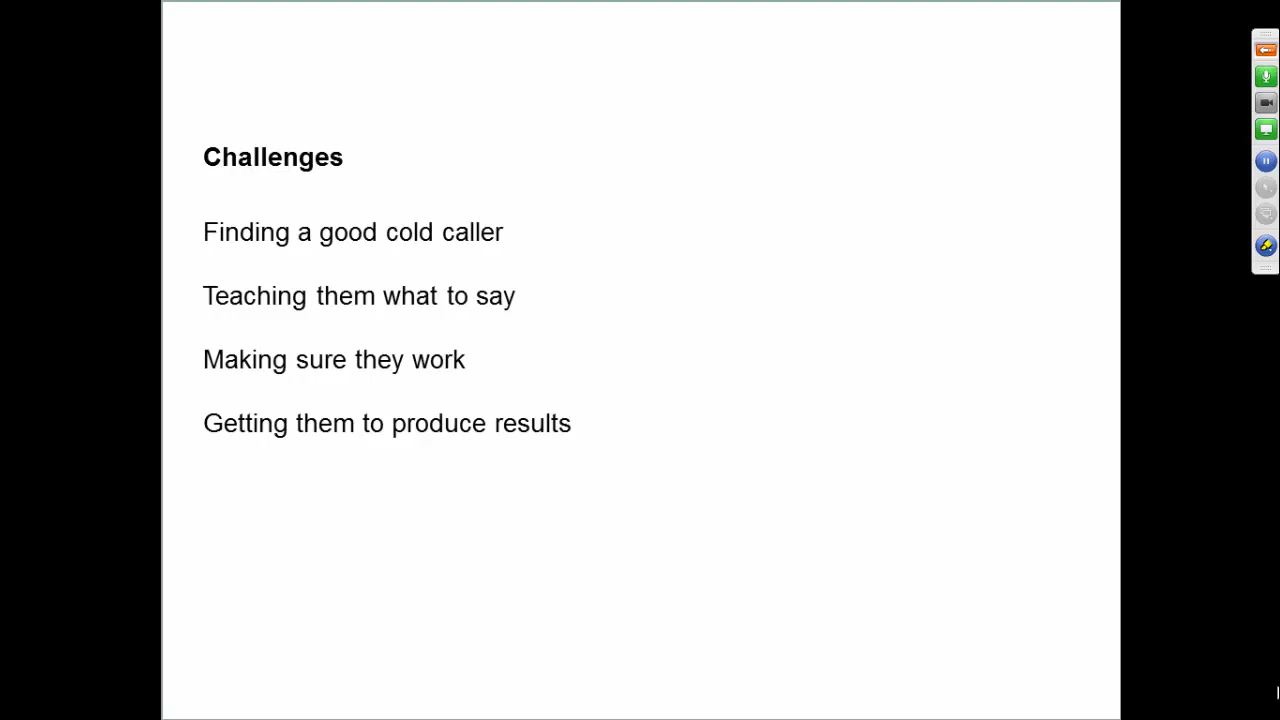 Challenges
Finding a good cold caller
Teaching them what to say
Making sure they work
Getting them to produce results